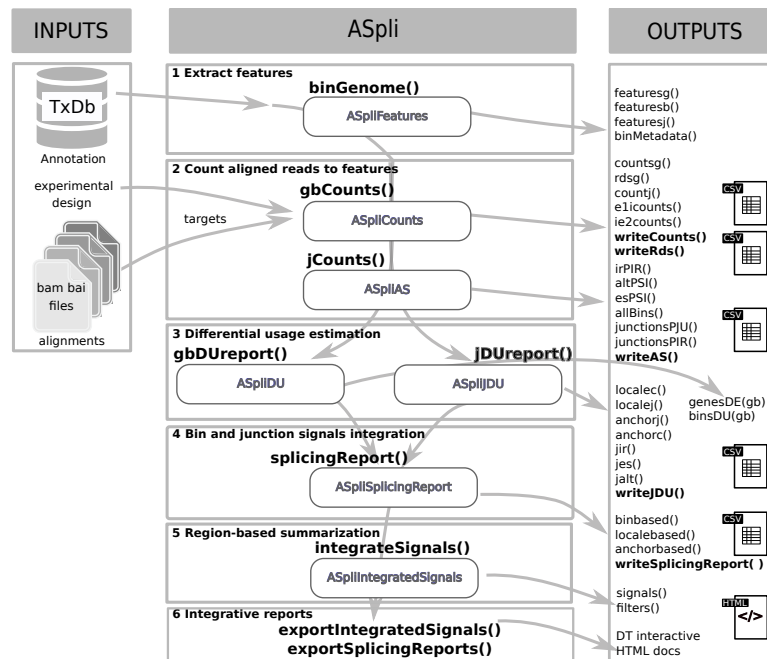 INPUTS
ASpli
OUTPUTS
TxDb
Annotation
experimental
design
bam bai
files
alignments
targets
1 Extract features
binGenome()
ASpliFeatures
2 Count aligned reads to features
gbCounts()
ASpliCounts
jCounts()
ASpliAS
3 Differential usage estimation
gbDUreport()
jDUreport()
ASpliDU
ASpliJDU
4 Bin and junction signals integration
splicingReport()
ASpliSplicingReport
5 Region-based summarization
integrateSignals()
ASpliIntegratedSignals
6 Integrative reports
exportIntegratedSignals()
exportSplicingReports()
featuresg()
featuresb()
featuresj()
binMetadata()
countsg()
rdsg()
countj()
e1icounts()
ie2counts()
writeCounts()
writeRds()
CSV
CSV
irPIR()
altPSI()
esPSI()
allBins()
junctionsPJU()
junctionsPIR()
writeAS()
CSV
localec()
localej()
anchorj()
anchorc()
jir()
jes()
jalt()
writeJDU()
genesDE(gb)
binsDU(gb)
CSV
binbased()
localebased()
anchorbased()
writeSplicingReport( )
CSV
signals()
filters()
HTML
</>
DT interactive
HTML docs